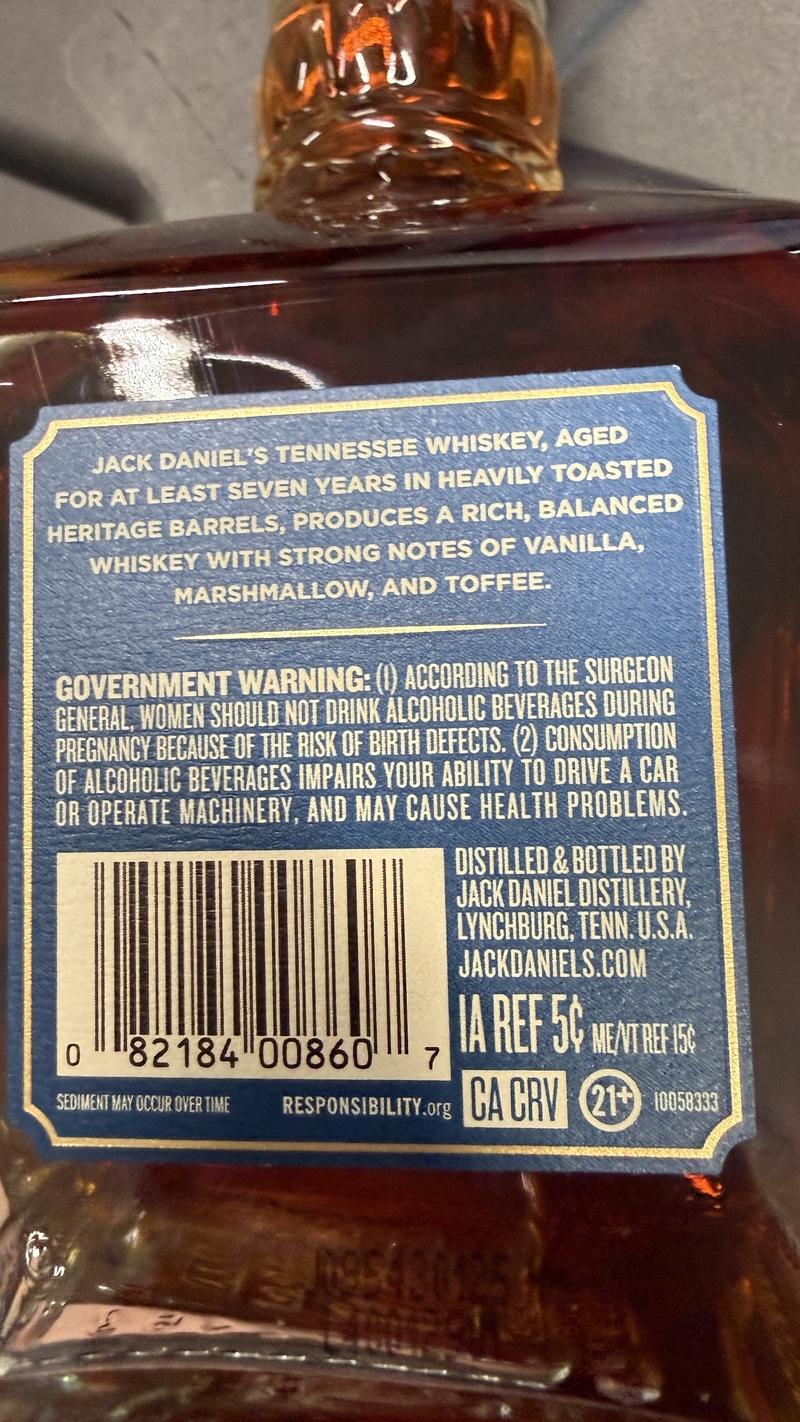 JACK DANIEL'S TENNESSEE WHISKEY, AGED
FOR AT LEAST SEVEN YEARS IN HEAVILY TOASTED
HERITAGE BARRELS, PRODUCES A RICH, BALANCED
WHISKEY WITH STRONG NOTES OF VANILLA,
MARSHMALLOW, AND TOFFEE.
GOVERNMENT WARNING: (1) ACCORDING TO THE SURGEON
GENERAL, WOMEN SHOULD NOT DRINK ALCOHOLIC BEVERAGES DURING
PREGNANCY BECAUSE OF THE RISK OF BIRTH DEFECTS. (2) CONSUMPTION
OF ALCOHOLIC BEVERAGES IMPAIRS YOUR ABILITY TO DRIVE A CAR
OR OPERATE MACHINERY, AND MAY CAUSE HEALTH PROBLEMS.
0 82184 00860 7
SEDIMENT MAY OCCUR OVER TIME
RESPONSIBILITY.org
DISTILLED & BOTTLED BY
JACK DANIEL DISTILLERY,
LYNCHBURG, TENN. U.S.A.
JACKDANIELS.COM
IA REF 5¢ ME/VT REF 15¢
CA CRV 21+ 10058333